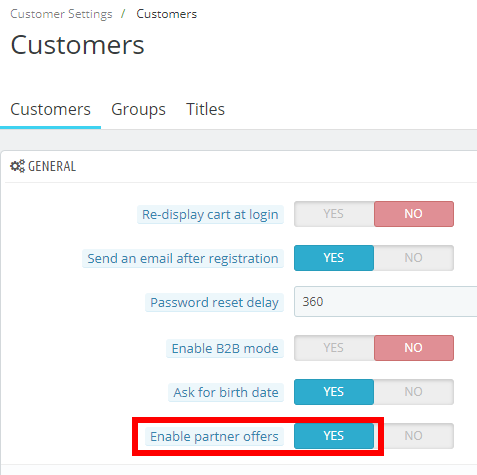 Customer Settings / Customers
Customers
Customers Groups Titles
GENERAL
Re-display cart at login YES NO
Send an email after registration YES NO
Password reset delay 360
Enable B2B mode YES NO
Ask for birth date YES NO
Enable partner offers YES NO